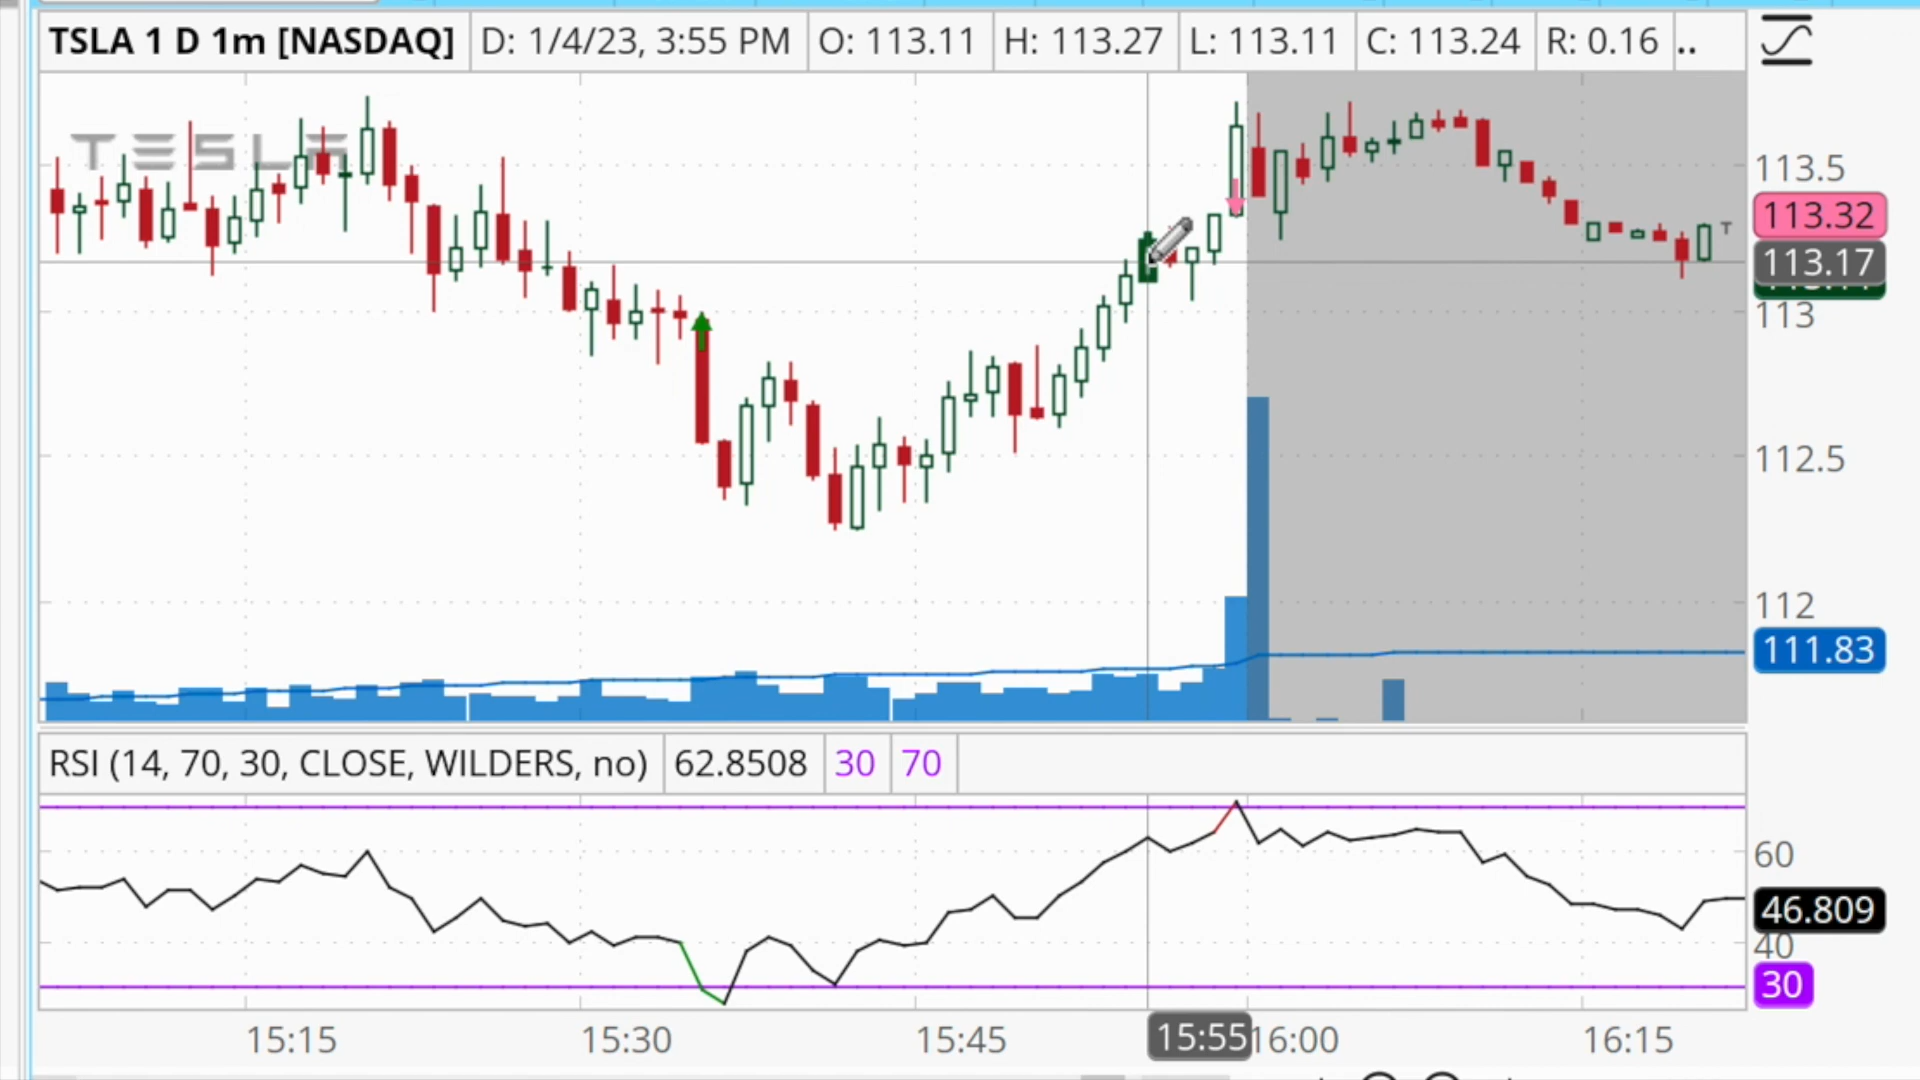 TSLA 1 D 1m [NASDAQ] D: 1/4/23, 3:55 PM O: 113.11 H: 113.27 L: 113.11 C: 113.24 R: 0.16 ..
TESLA
113.5
113.32
113.17
113
112.5
112
111.83
RSI (14, 70, 30, CLOSE, WILDERS, no) 62.8508 30 70
60
46.809
40
30
15:15 15:30 15:45 15:55 16:00 16:15